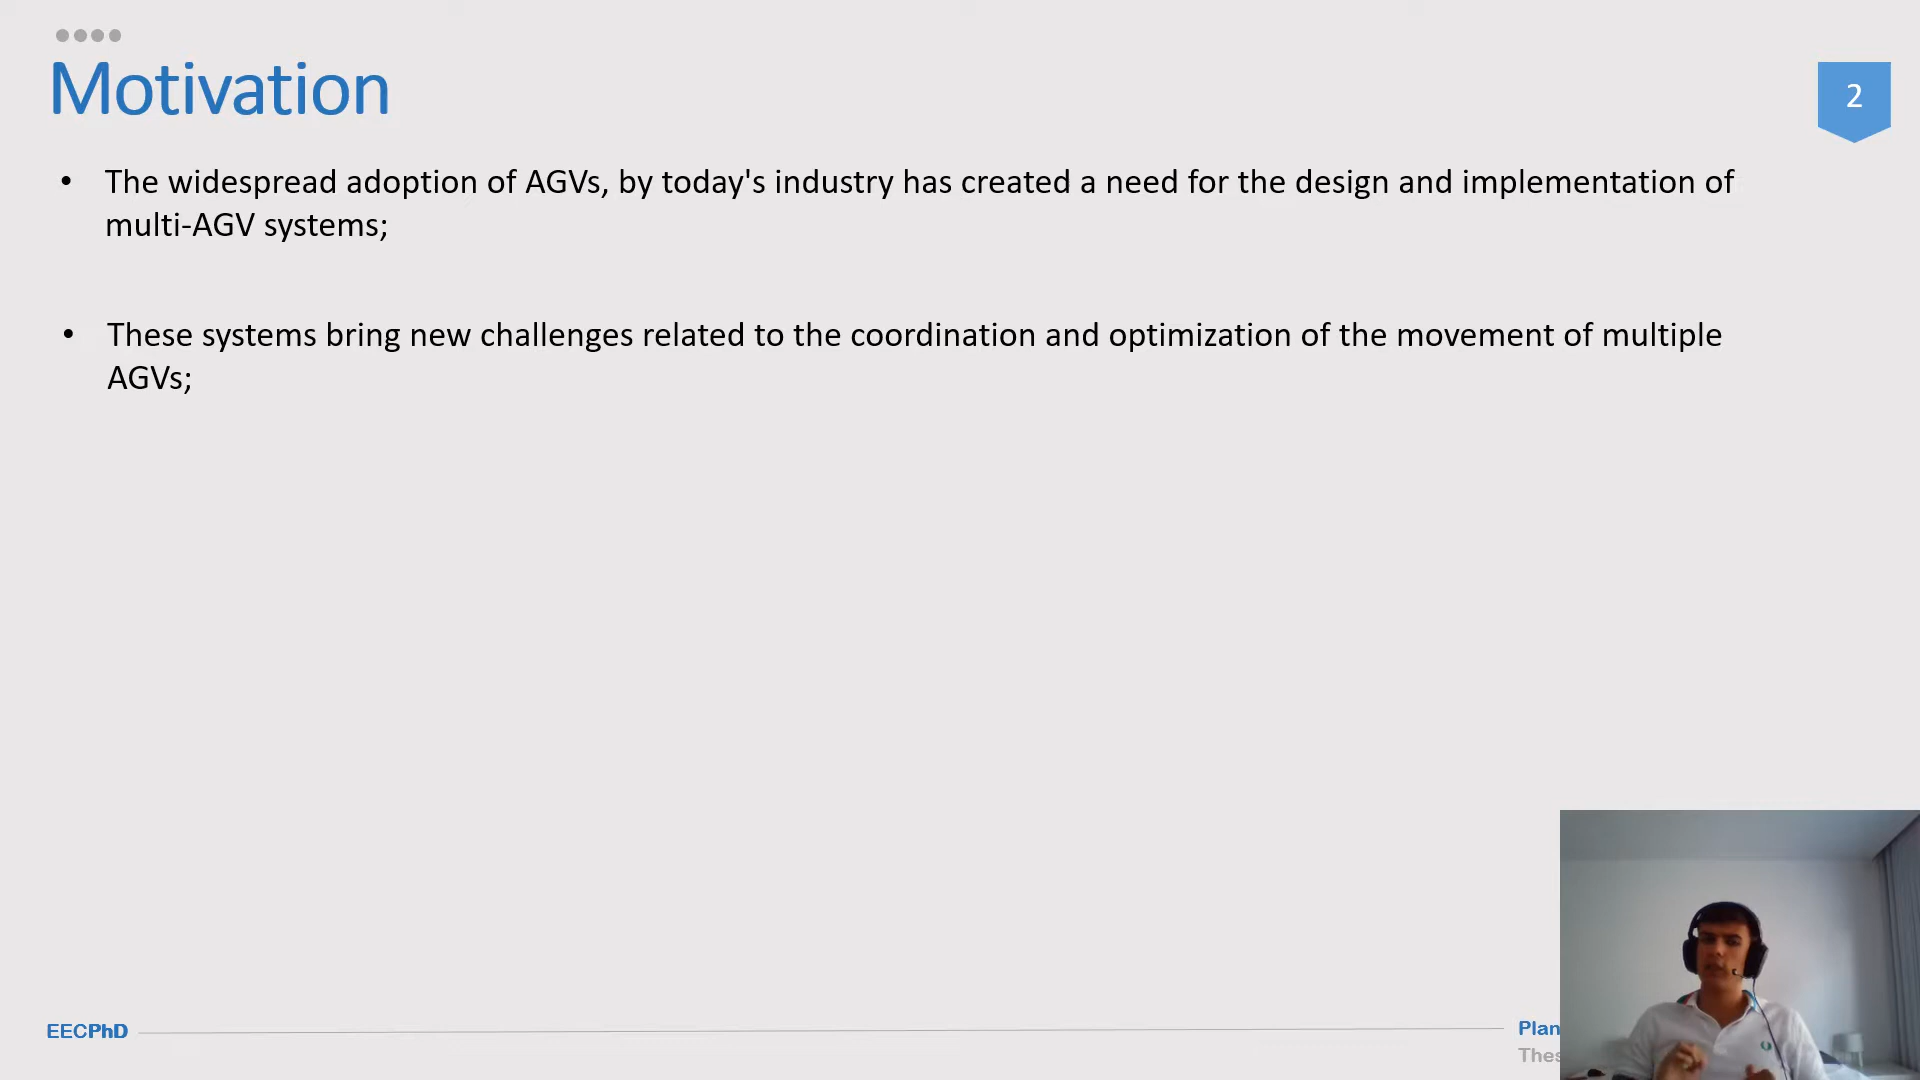 Motivation
2
• The widespread adoption of AGVs, by today's industry has created a need for the design and implementation of
multi-AGV systems;
• These systems bring new challenges related to the coordination and optimization of the movement of multiple
AGVs;
EECPhD
Plan
Thes